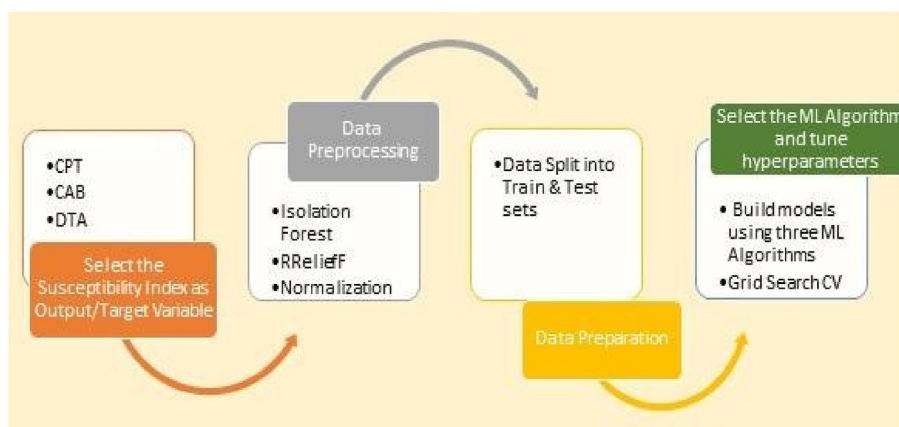 •CPT
•CAB
•DTA
Select the
Susceptibility Index as
Output/Target Variable
Data
Preprocessing
•Isolation
Forest
•RReliefF
•Normalization
•Data Split into
Train & Test
sets
Data Preparation
Select the ML Algorithm
and tune
hyperparameters
• Build models
using three ML
Algorithms
•Grid Search CV